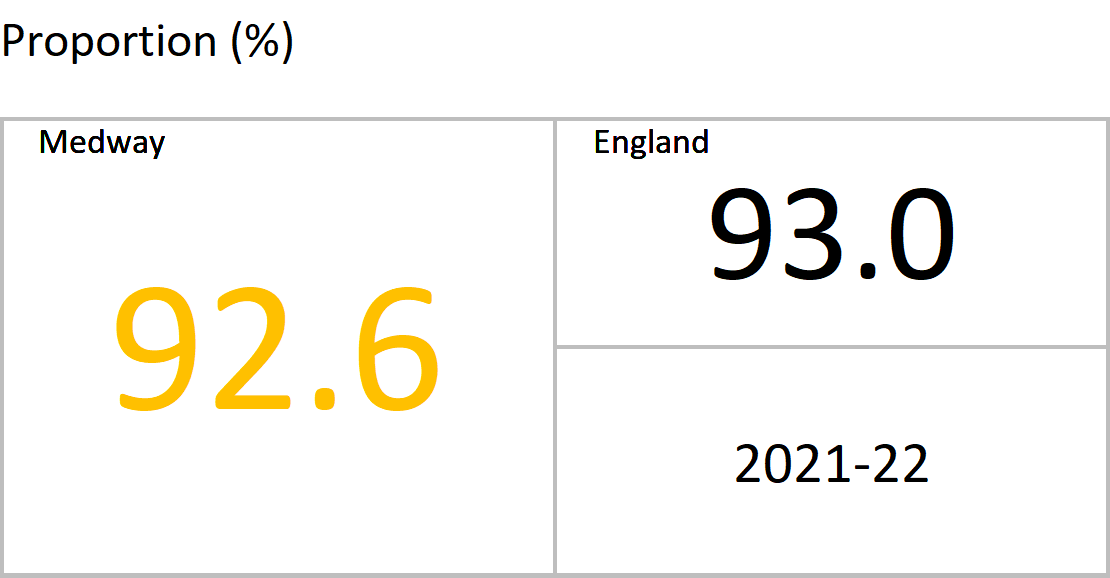 Proportion (%)
Medway
92.6
England
93.0
2021-22